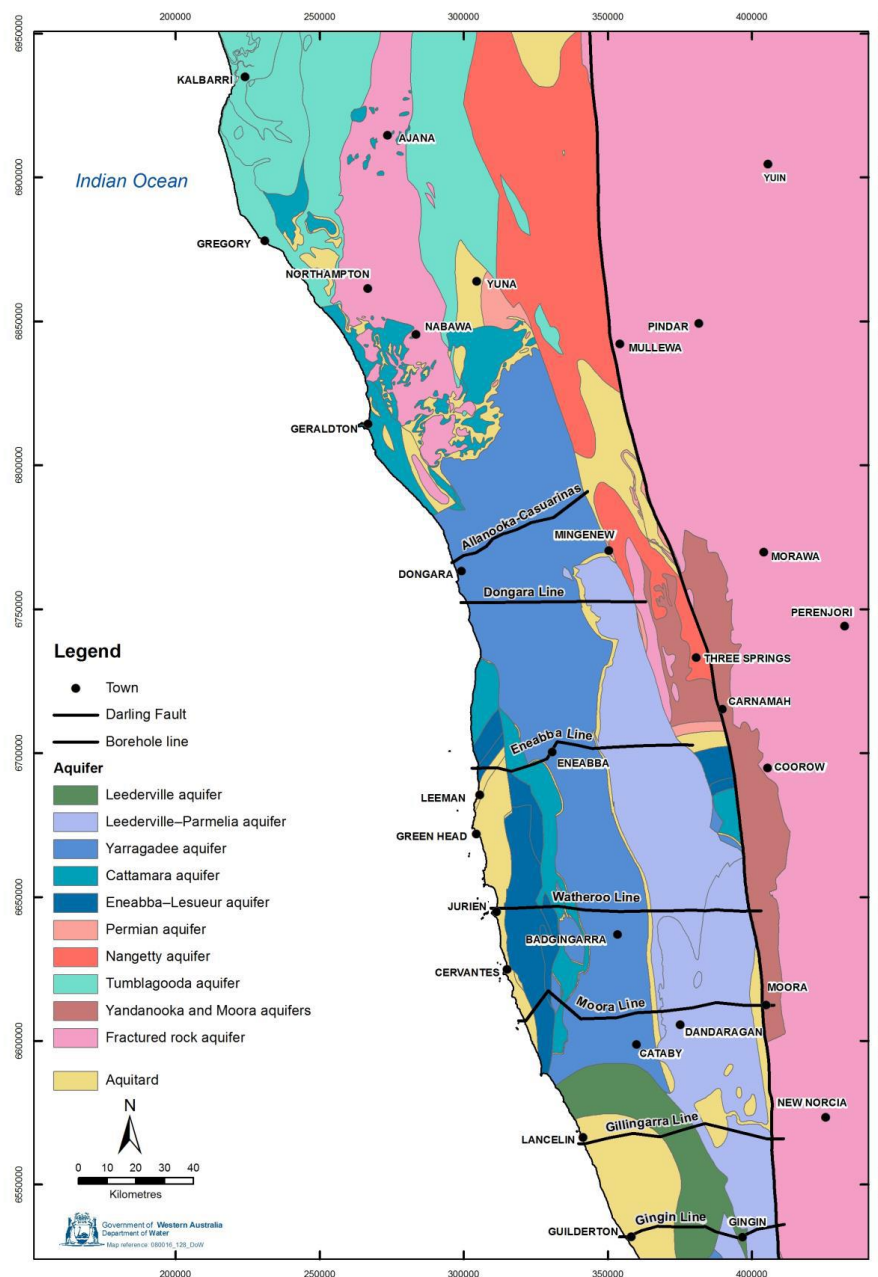 200000
250000
300000
350000
400000
6950000
KALBARRI
AJANA
6900000
Indian Ocean
YUIN
GREGORY
NORTHAMPTON
YUNA
6850000
NABAWA
PINDAR
MULLEWA
GERALDTON
6800000
Allanooka-Casuarinas
MINGENEW
MORAWA
DONGARA
Dongara Line
6750000
PERENJORI
THREE SPRINGS
CARNAMAH
Eneabba Line
ENEABBA
6700000
COOROW
LEEMAN
GREEN HEAD
Watheroo Line
6650000
JURIEN
BADGINGARRA
CERVANTES
MOORA
Moora Line
DANDARAGAN
6600000
CATABY
NEW NORCIA
Gillingarra Line
LANCELIN
6550000
Gingin Line
GINGIN
GUILDERTON
Legend
Town
Darling Fault
Borehole line
Aquifer
Leederville aquifer
Leederville–Parmelia aquifer
Yarragadee aquifer
Cattamara aquifer
Eneabba–Lesueur aquifer
Permian aquifer
Nangetty aquifer
Tumblagooda aquifer
Yandanooka and Moora aquifers
Fractured rock aquifer
Aquitard
N
0 10 20 30 40
Kilometres
Government of Western Australia
Department of Water
Map reference: 080016_128_DoW
200000
250000
300000
350000
400000